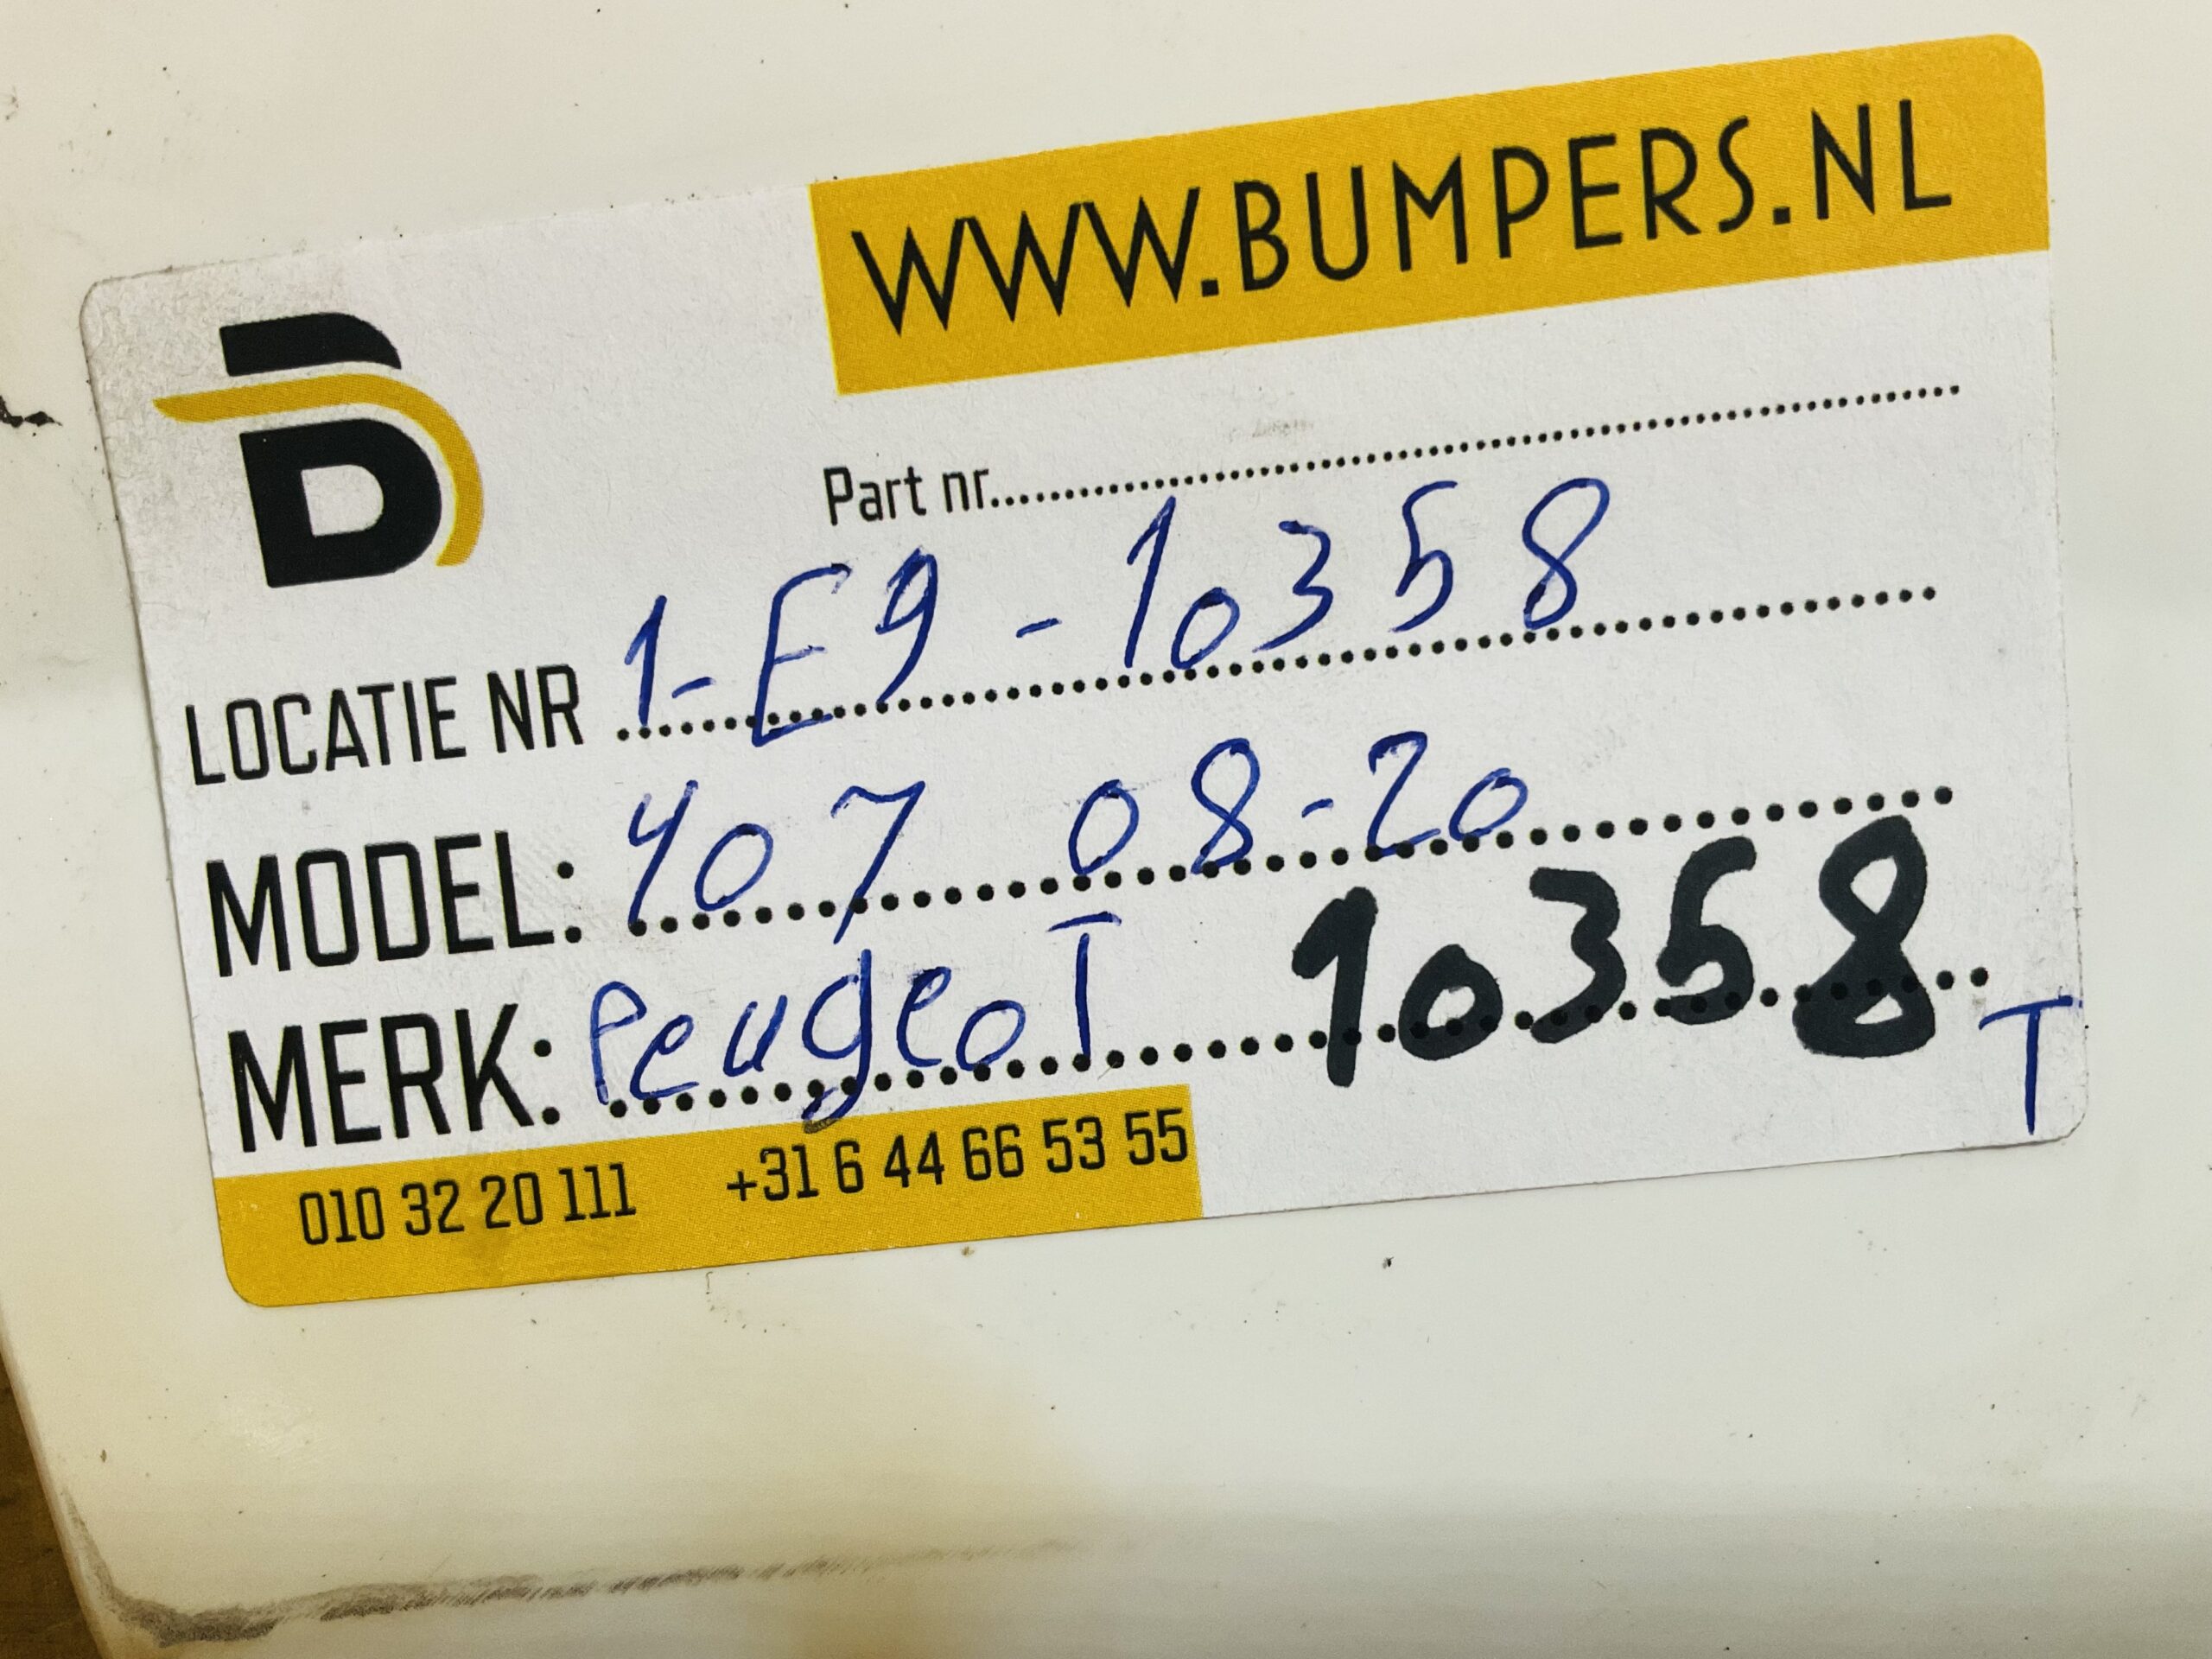 WWW.BUMPERS.NL
Part nr....................
LOCATIE NR 1-E9-10358
MODEL: 407 08-20
MERK: PeugeoT 10358
T
010 32 20 111 +31 6 44 66 53 55